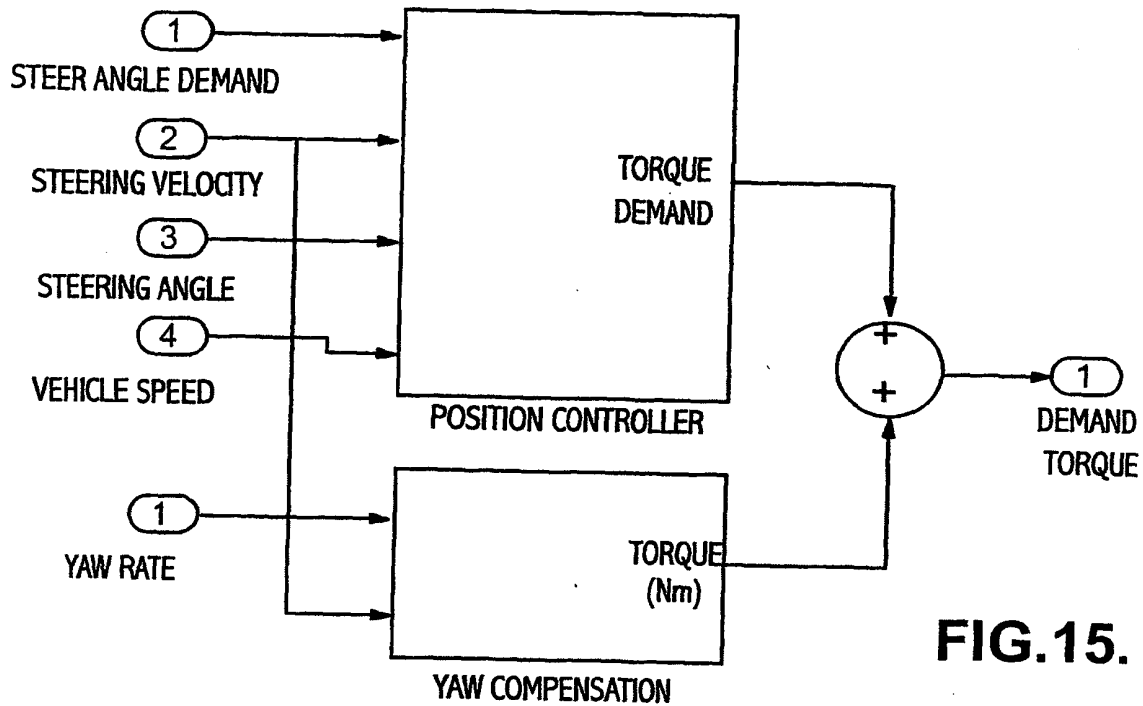 1
STEER ANGLE DEMAND
2
STEERING VELOCITY
3
STEERING ANGLE
4
VEHICLE SPEED
TORQUE
DEMAND
POSITION CONTROLLER
+
+
1
DEMAND
TORQUE
1
YAW RATE
TORQUE
(Nm)
YAW COMPENSATION
FIG.15.